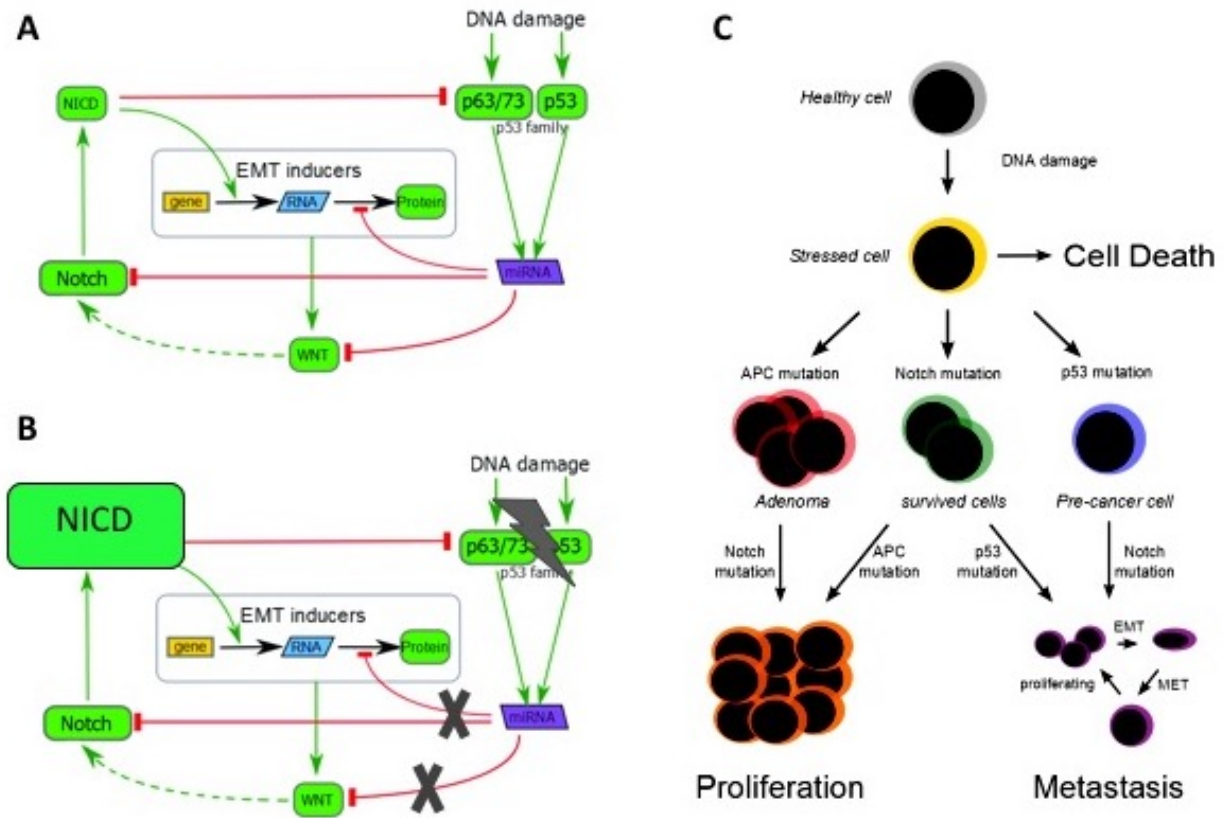 A
DNA damage
NICD
p63/73
p53
p53 family
EMT inducers
gene
RNA
Protein
Notch
miRNA
WNT
B
DNA damage
NICD
p63/73
53
p53 family
EMT inducers
gene
RNA
Protein
Notch
miRNA
WNT
C
Healthy cell
DNA damage
Stressed cell
Cell Death
APC mutation
Notch mutation
p53 mutation
Adenoma
survived cells
Pre-cancer cell
Notch
mutation
APC
mutation
p53
mutation
Notch
mutation
EMT
proliferating
MET
Proliferation
Metastasis